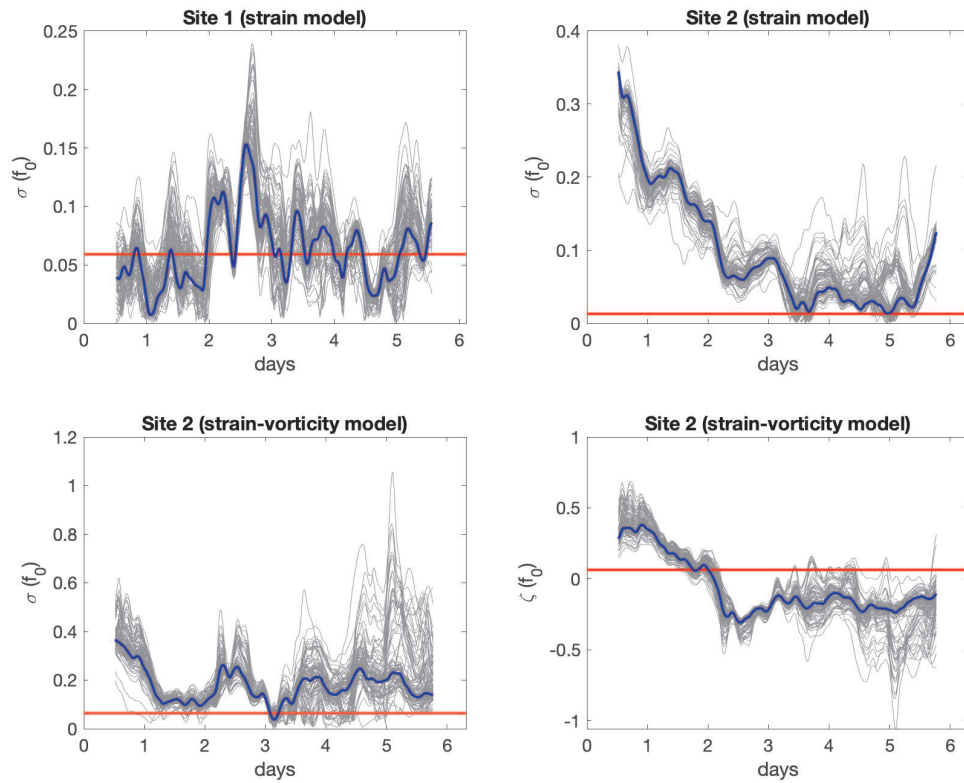 Site 1 (strain model)
0.25
0.2
0.15
0.1
0.05
0
σ (f0)
0 1 2 3 4 5 6
days
Site 2 (strain model)
0.4
0.3
0.2
0.1
0
σ (f0)
0 1 2 3 4 5 6
days
Site 2 (strain-vorticity model)
1.2
1
0.8
0.6
0.4
0.2
0
σ (f0)
0 1 2 3 4 5 6
days
Site 2 (strain-vorticity model)
1
0.5
0
-0.5
-1
ζ (f0)
0 1 2 3 4 5 6
days